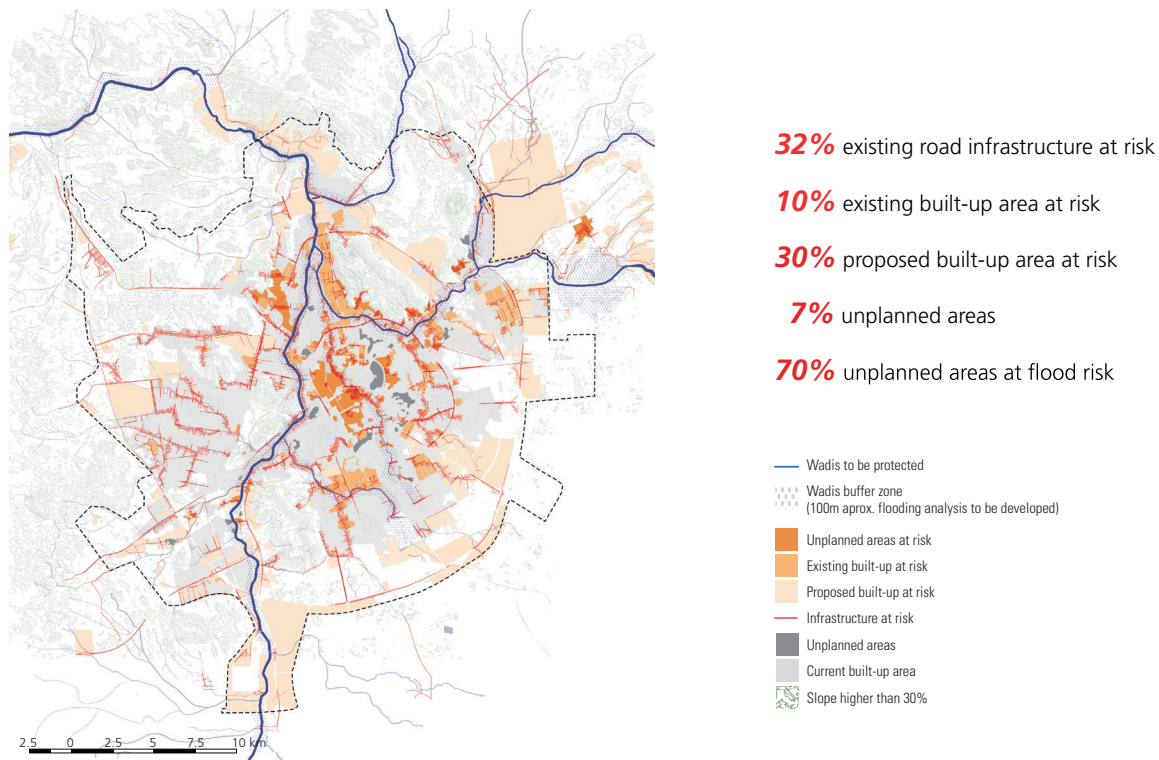 32% existing road infrastructure at risk
10% existing built-up area at risk
30% proposed built-up area at risk
7% unplanned areas
70% unplanned areas at flood risk
Wadis to be protected
Wadis buffer zone
(100m aprox. flooding analysis to be developed)
Unplanned areas at risk
Existing built-up at risk
Proposed built-up at risk
Infrastructure at risk
Unplanned areas
Current built-up area
Slope higher than 30%
2.5 0 2.5 5 7.5 10 km